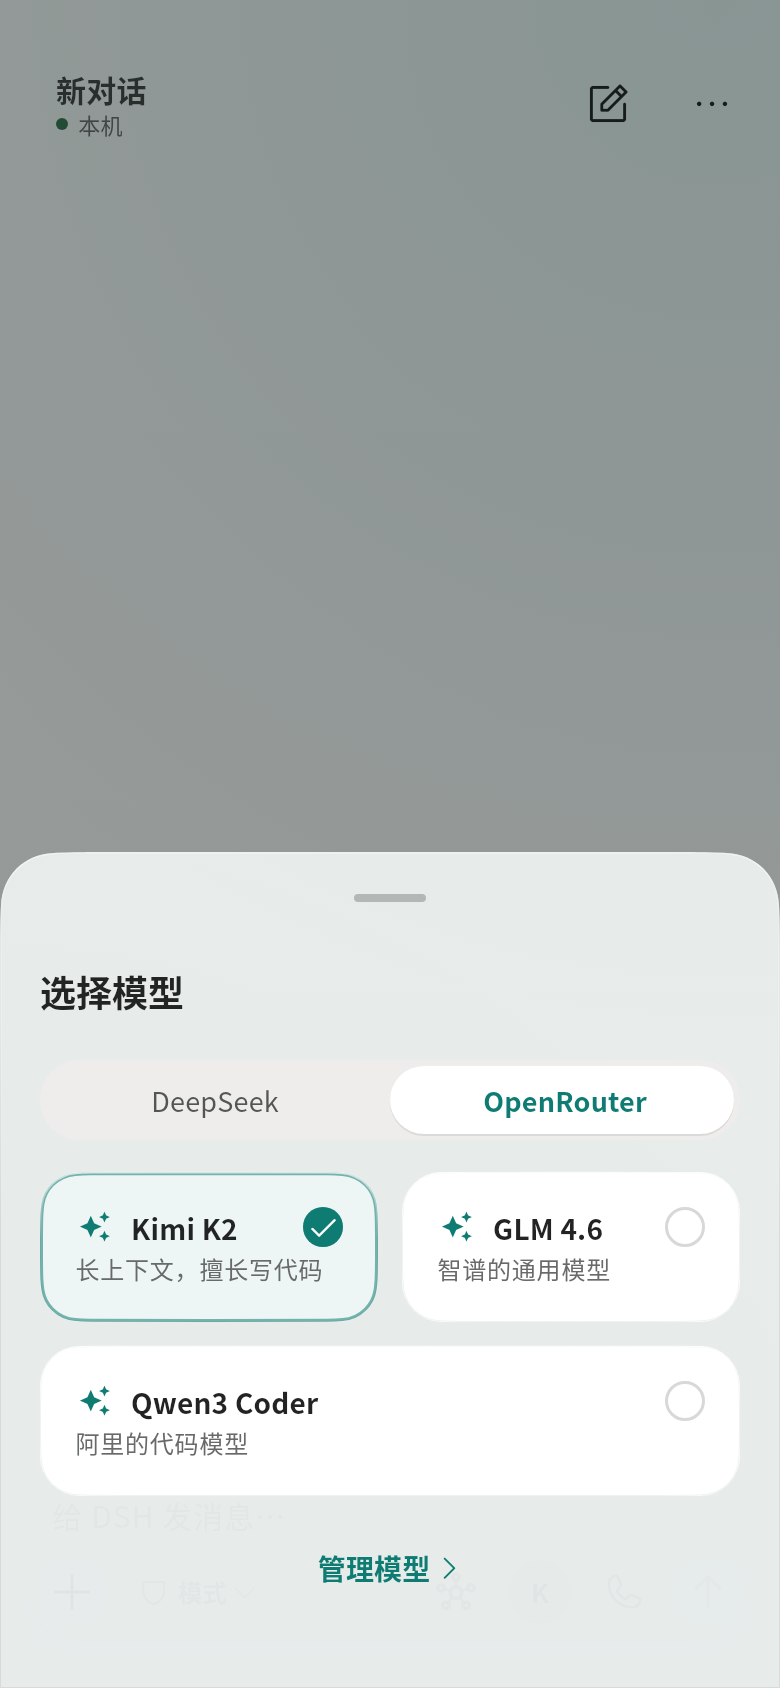 新对话
本机
选择模型
DeepSeek
OpenRouter
Kimi K2
长上下文，擅长写代码
GLM 4.6
智谱的通用模型
Qwen3 Coder
阿里的代码模型
给 DSH 发消息…
管理模型
模式
K